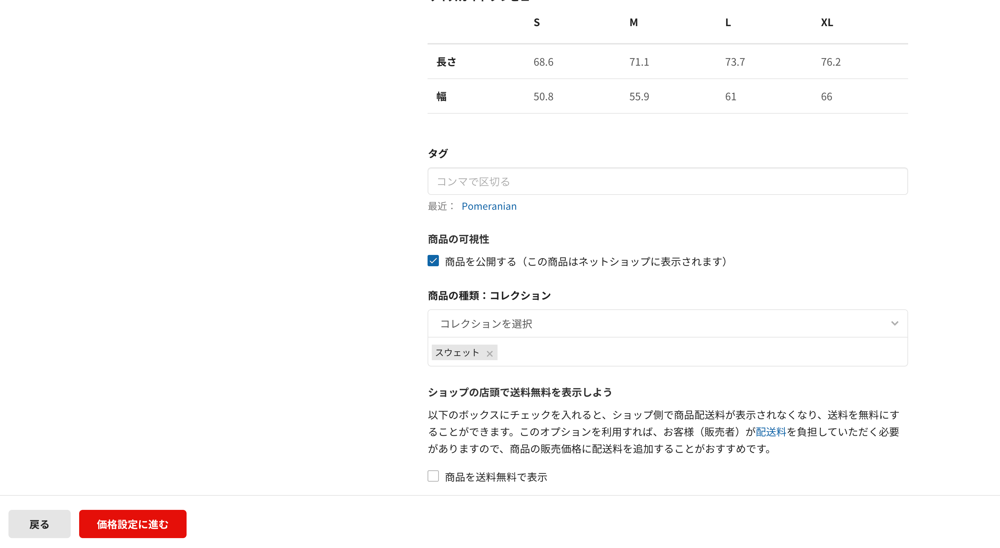 S M L XL
長さ 68.6 71.1 73.7 76.2
幅 50.8 55.9 61 66
タグ
コンマで区切る
最近： Pomeranian
商品の可視性
商品を公開する（この商品はネットショップに表示されます）
商品の種類：コレクション
コレクションを選択
スウェット
ショップの店頭で送料無料を表示しよう
以下のボックスにチェックを入れると、ショップ側で商品配送料が表示されなくなり、送料を無料にす
ることができます。このオプションを利用すれば、お客様（販売者）が配送料を負担していただく必要
がありますので、商品の販売価格に配送料を追加することがおすすめです。
商品を送料無料で表示
戻る 価格設定に進む